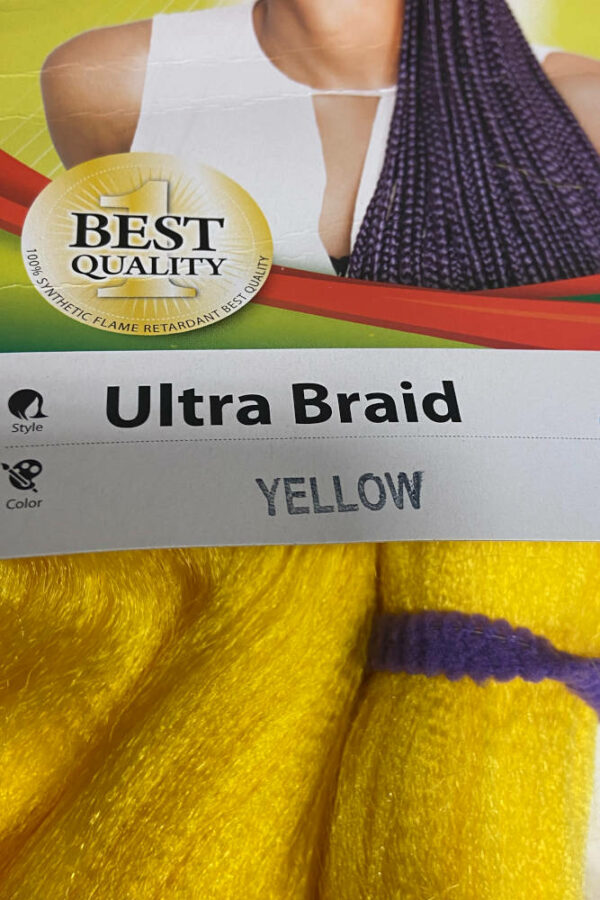 1
BEST
QUALITY
100% SYNTHETIC FLAME RETARDANT BEST QUALITY
Style
Ultra Braid
Color
YELLOW